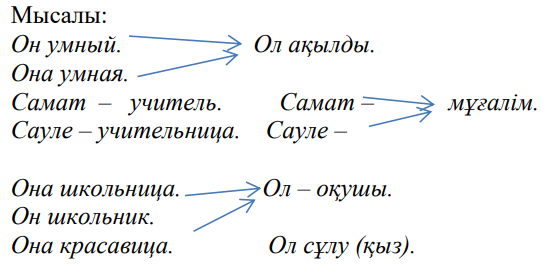 Мысалы:
Он умный. Ол ақылды.
Она умная.
Самат – учитель. Самат – мұғалім.
Сауле – учительница. Сауле –
Она школьница. Ол – оқушы.
Он школьник.
Она красавица. Ол сұлу (қыз).